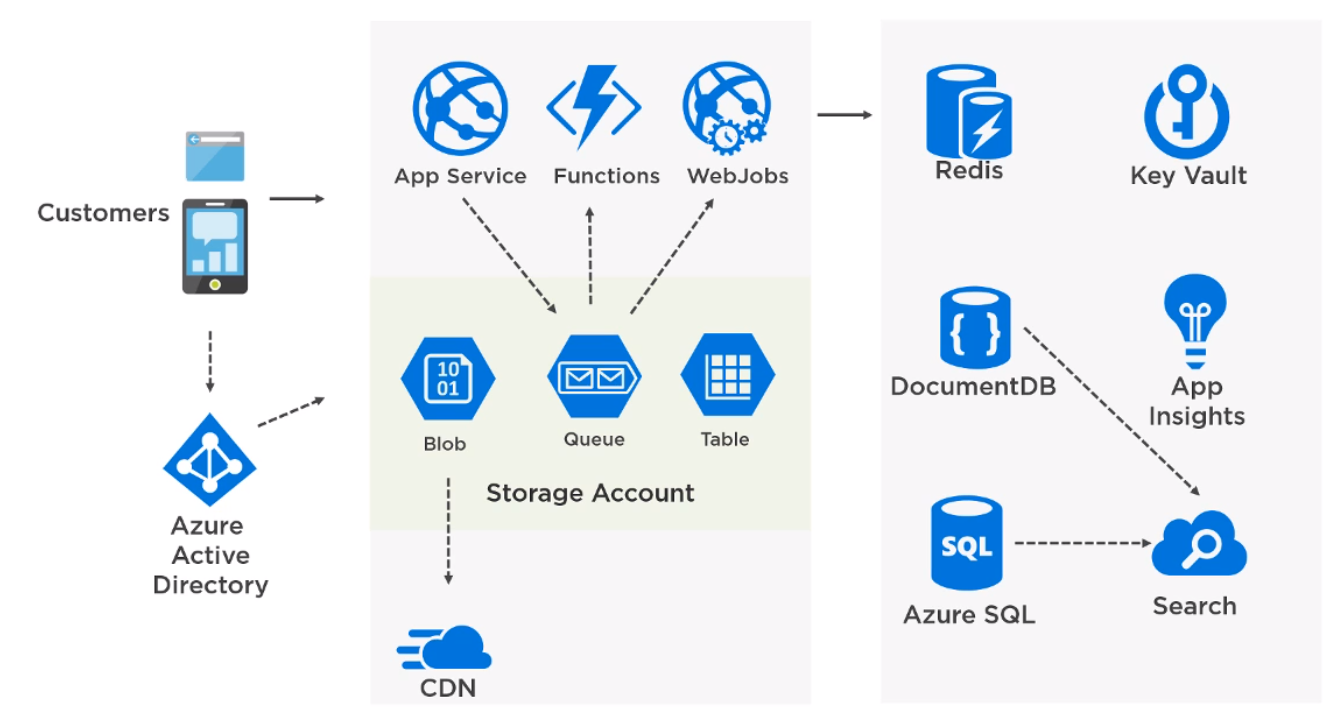 Customers
Azure
Active
Directory
App Service
Functions
WebJobs
10
01
Blob
Queue
Table
Storage Account
CDN
Redis
Key Vault
{ }
DocumentDB
App
Insights
SQL
Azure SQL
Search